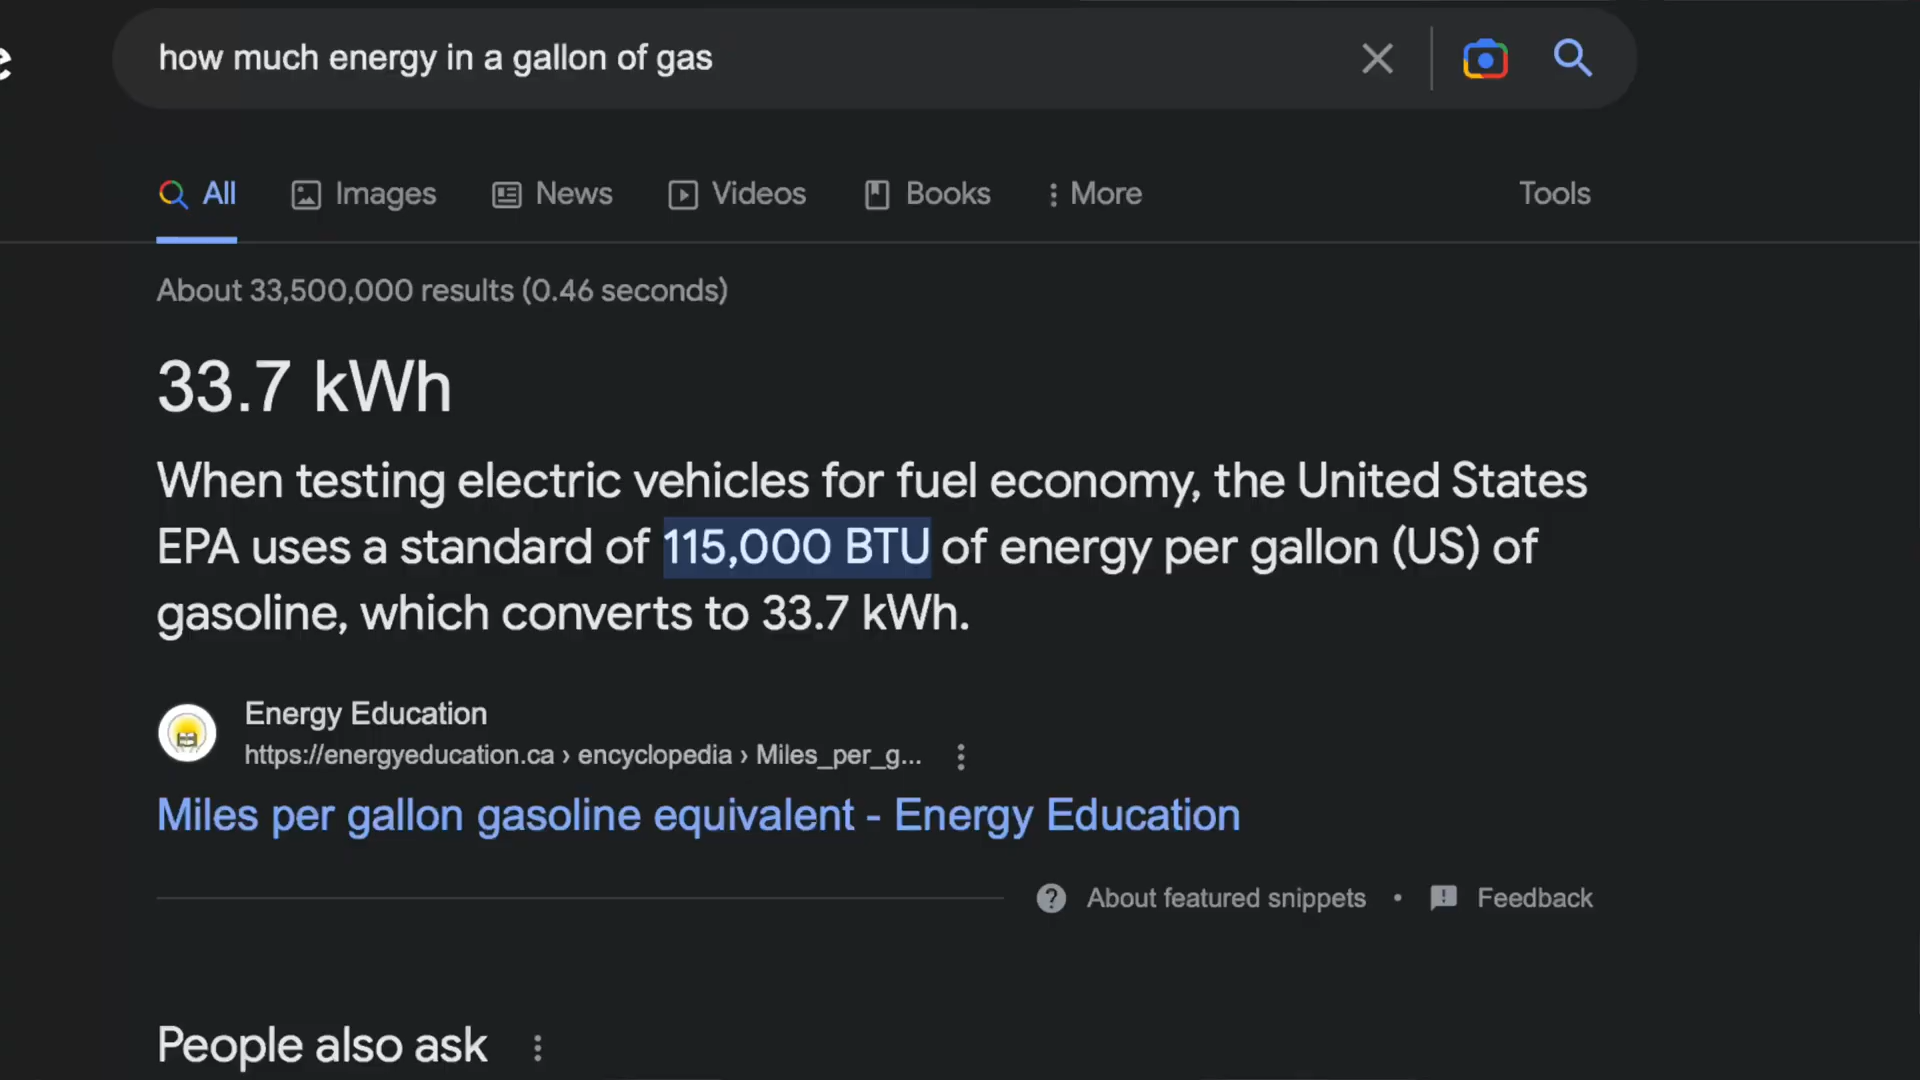 e
how much energy in a gallon of gas
All Images News Videos Books More Tools
About 33,500,000 results (0.46 seconds)
33.7 kWh
When testing electric vehicles for fuel economy, the United States
EPA uses a standard of 115,000 BTU of energy per gallon (US) of
gasoline, which converts to 33.7 kWh.
Energy Education
https://energyeducation.ca › encyclopedia › Miles_per_g...
Miles per gallon gasoline equivalent - Energy Education
About featured snippets • Feedback
People also ask